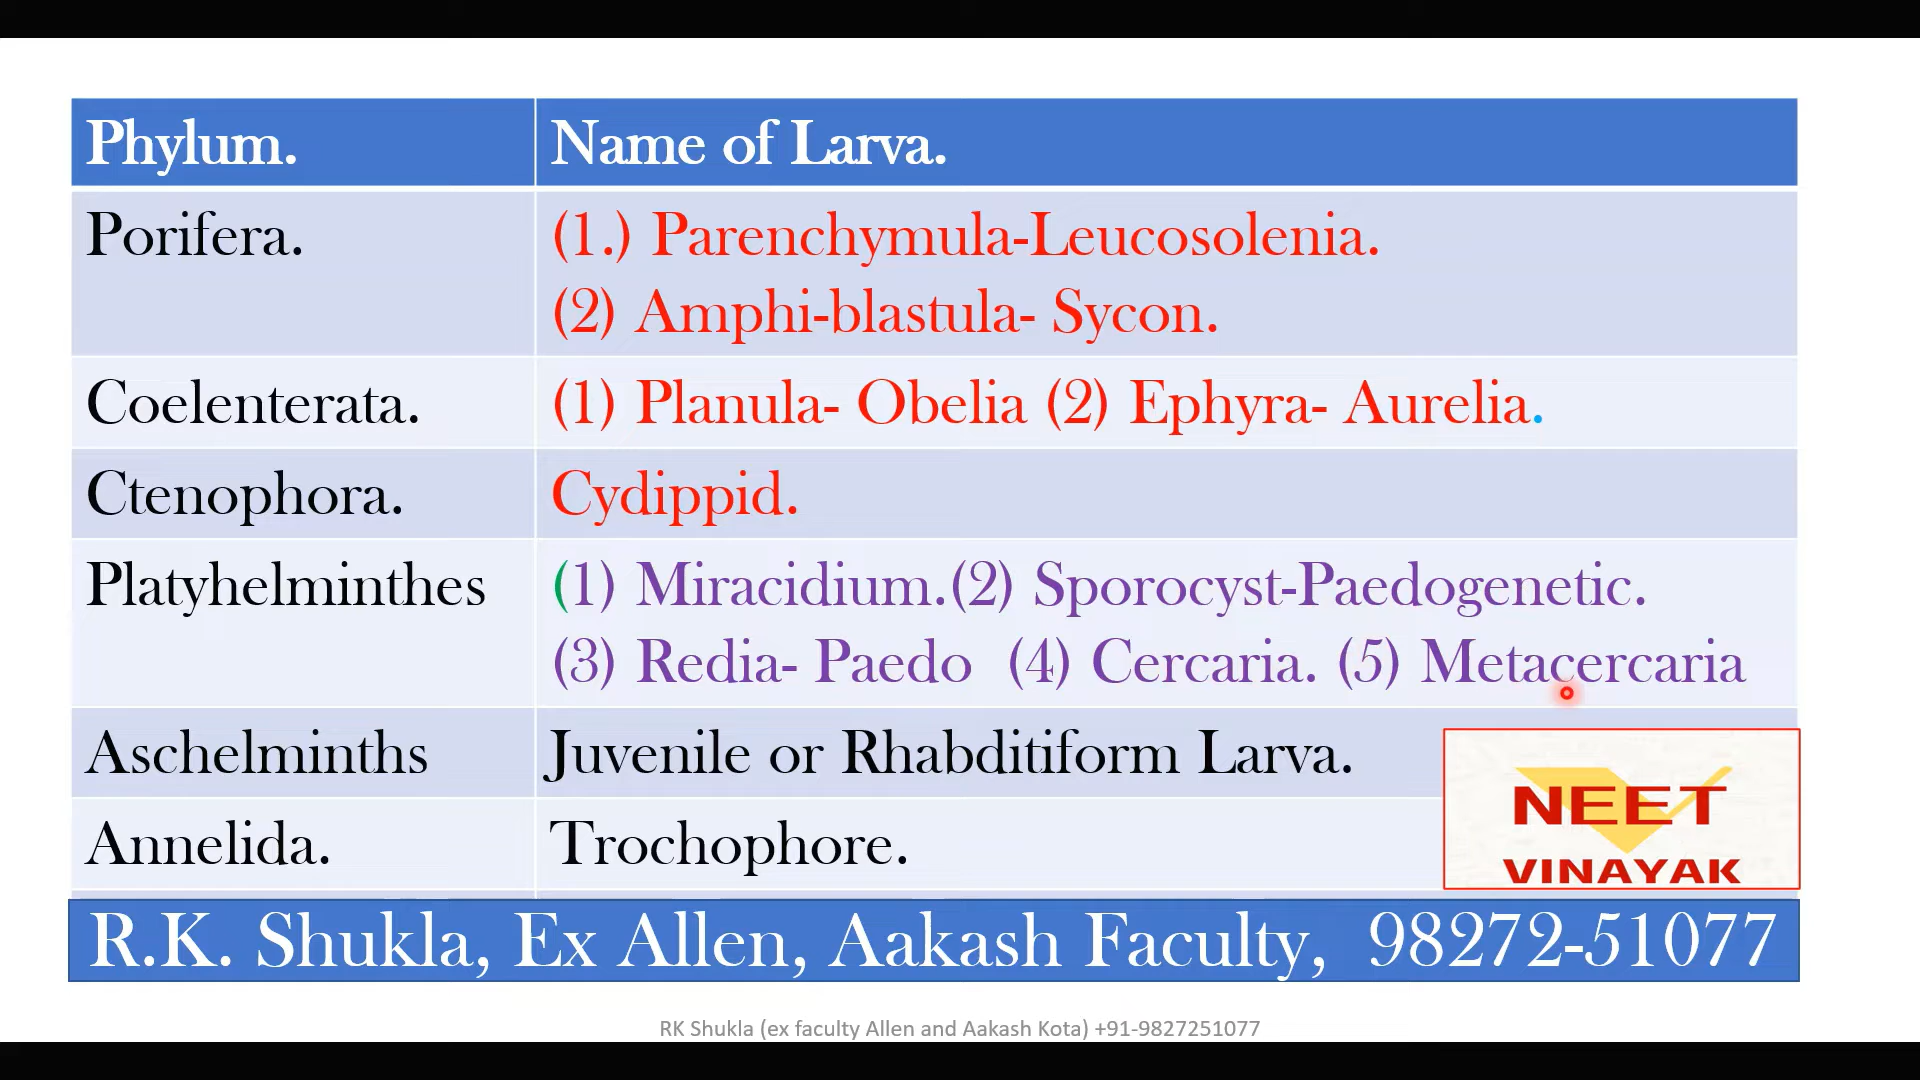 Phylum.
Name of Larva.
Porifera.
(1.) Parenchymula-Leucosolenia.
(2) Amphi-blastula- Sycon.
Coelenterata.
(1) Planula- Obelia (2) Ephyra- Aurelia.
Ctenophora.
Cydippid.
Platyhelminthes
(1) Miracidium.(2) Sporocyst-Paedogenetic.
(3) Redia- Paedo (4) Cercaria. (5) Metacercaria
Aschelminths
Juvenile or Rhabditiform Larva.
Annelida.
Trochophore.
NEET
VINAYAK
R.K. Shukla, Ex Allen, Aakash Faculty, 98272-51077
RK Shukla (ex faculty Allen and Aakash Kota) +91-9827251077